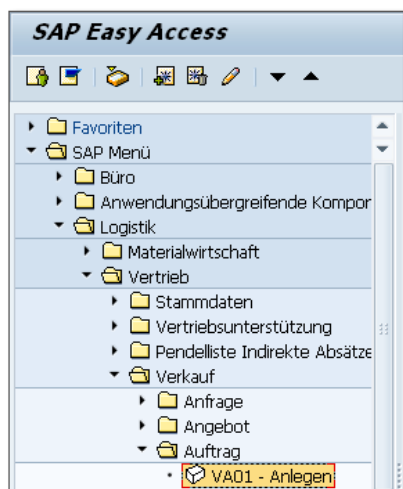 SAP Easy Access
Favoriten
SAP Menü
Büro
Anwendungsübergreifende Kompor
Logistik
Materialwirtschaft
Vertrieb
Stammdaten
Vertriebsunterstützung
Pendelliste Indirekte Absätze
Verkauf
Anfrage
Angebot
Auftrag
VA01 - Anlegen